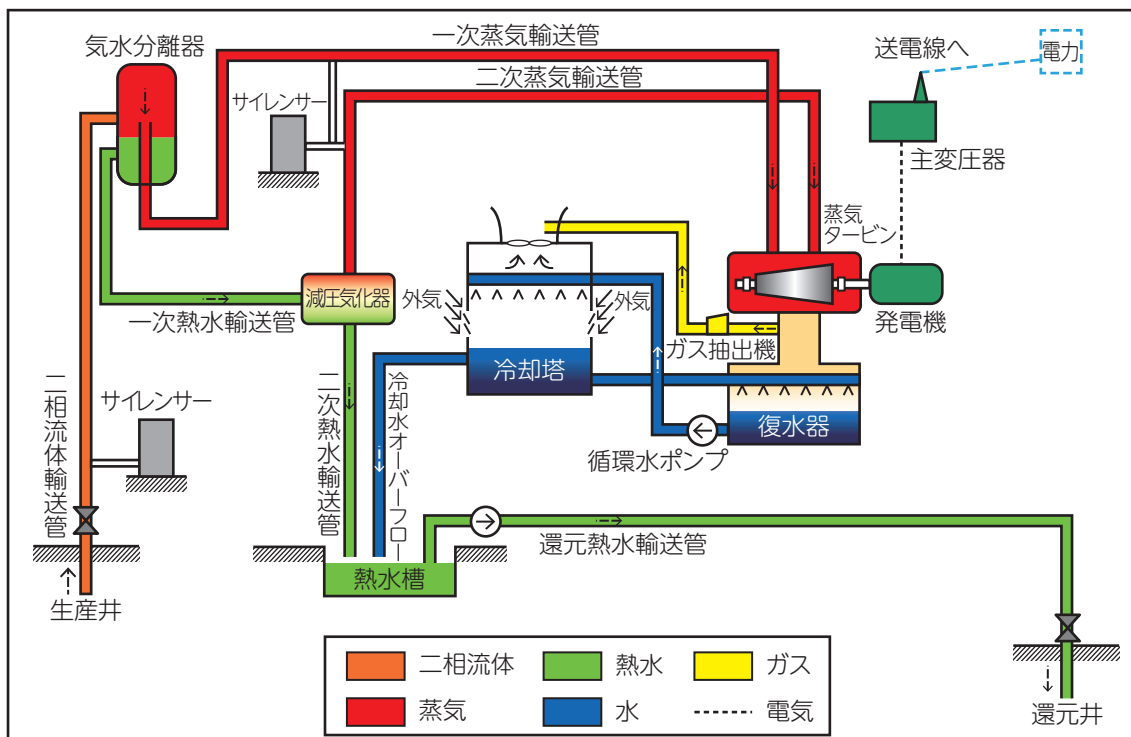 一次蒸気輸送管
気水分離器
送電線へ
電力
二次蒸気輸送管
サイレンサー
主変圧器
蒸気
タービン
減圧気化器
外気
外気
一次熱水輸送管
発電機
ガス抽出機
冷却塔
二相流体輸送管
サイレンサー
二次熱水輸送管
冷却水オーバーフロー
復水器
循環水ポンプ
還元熱水輸送管
熱水槽
生産井
二相流体
熱水
ガス
蒸気
水
電気
還元井